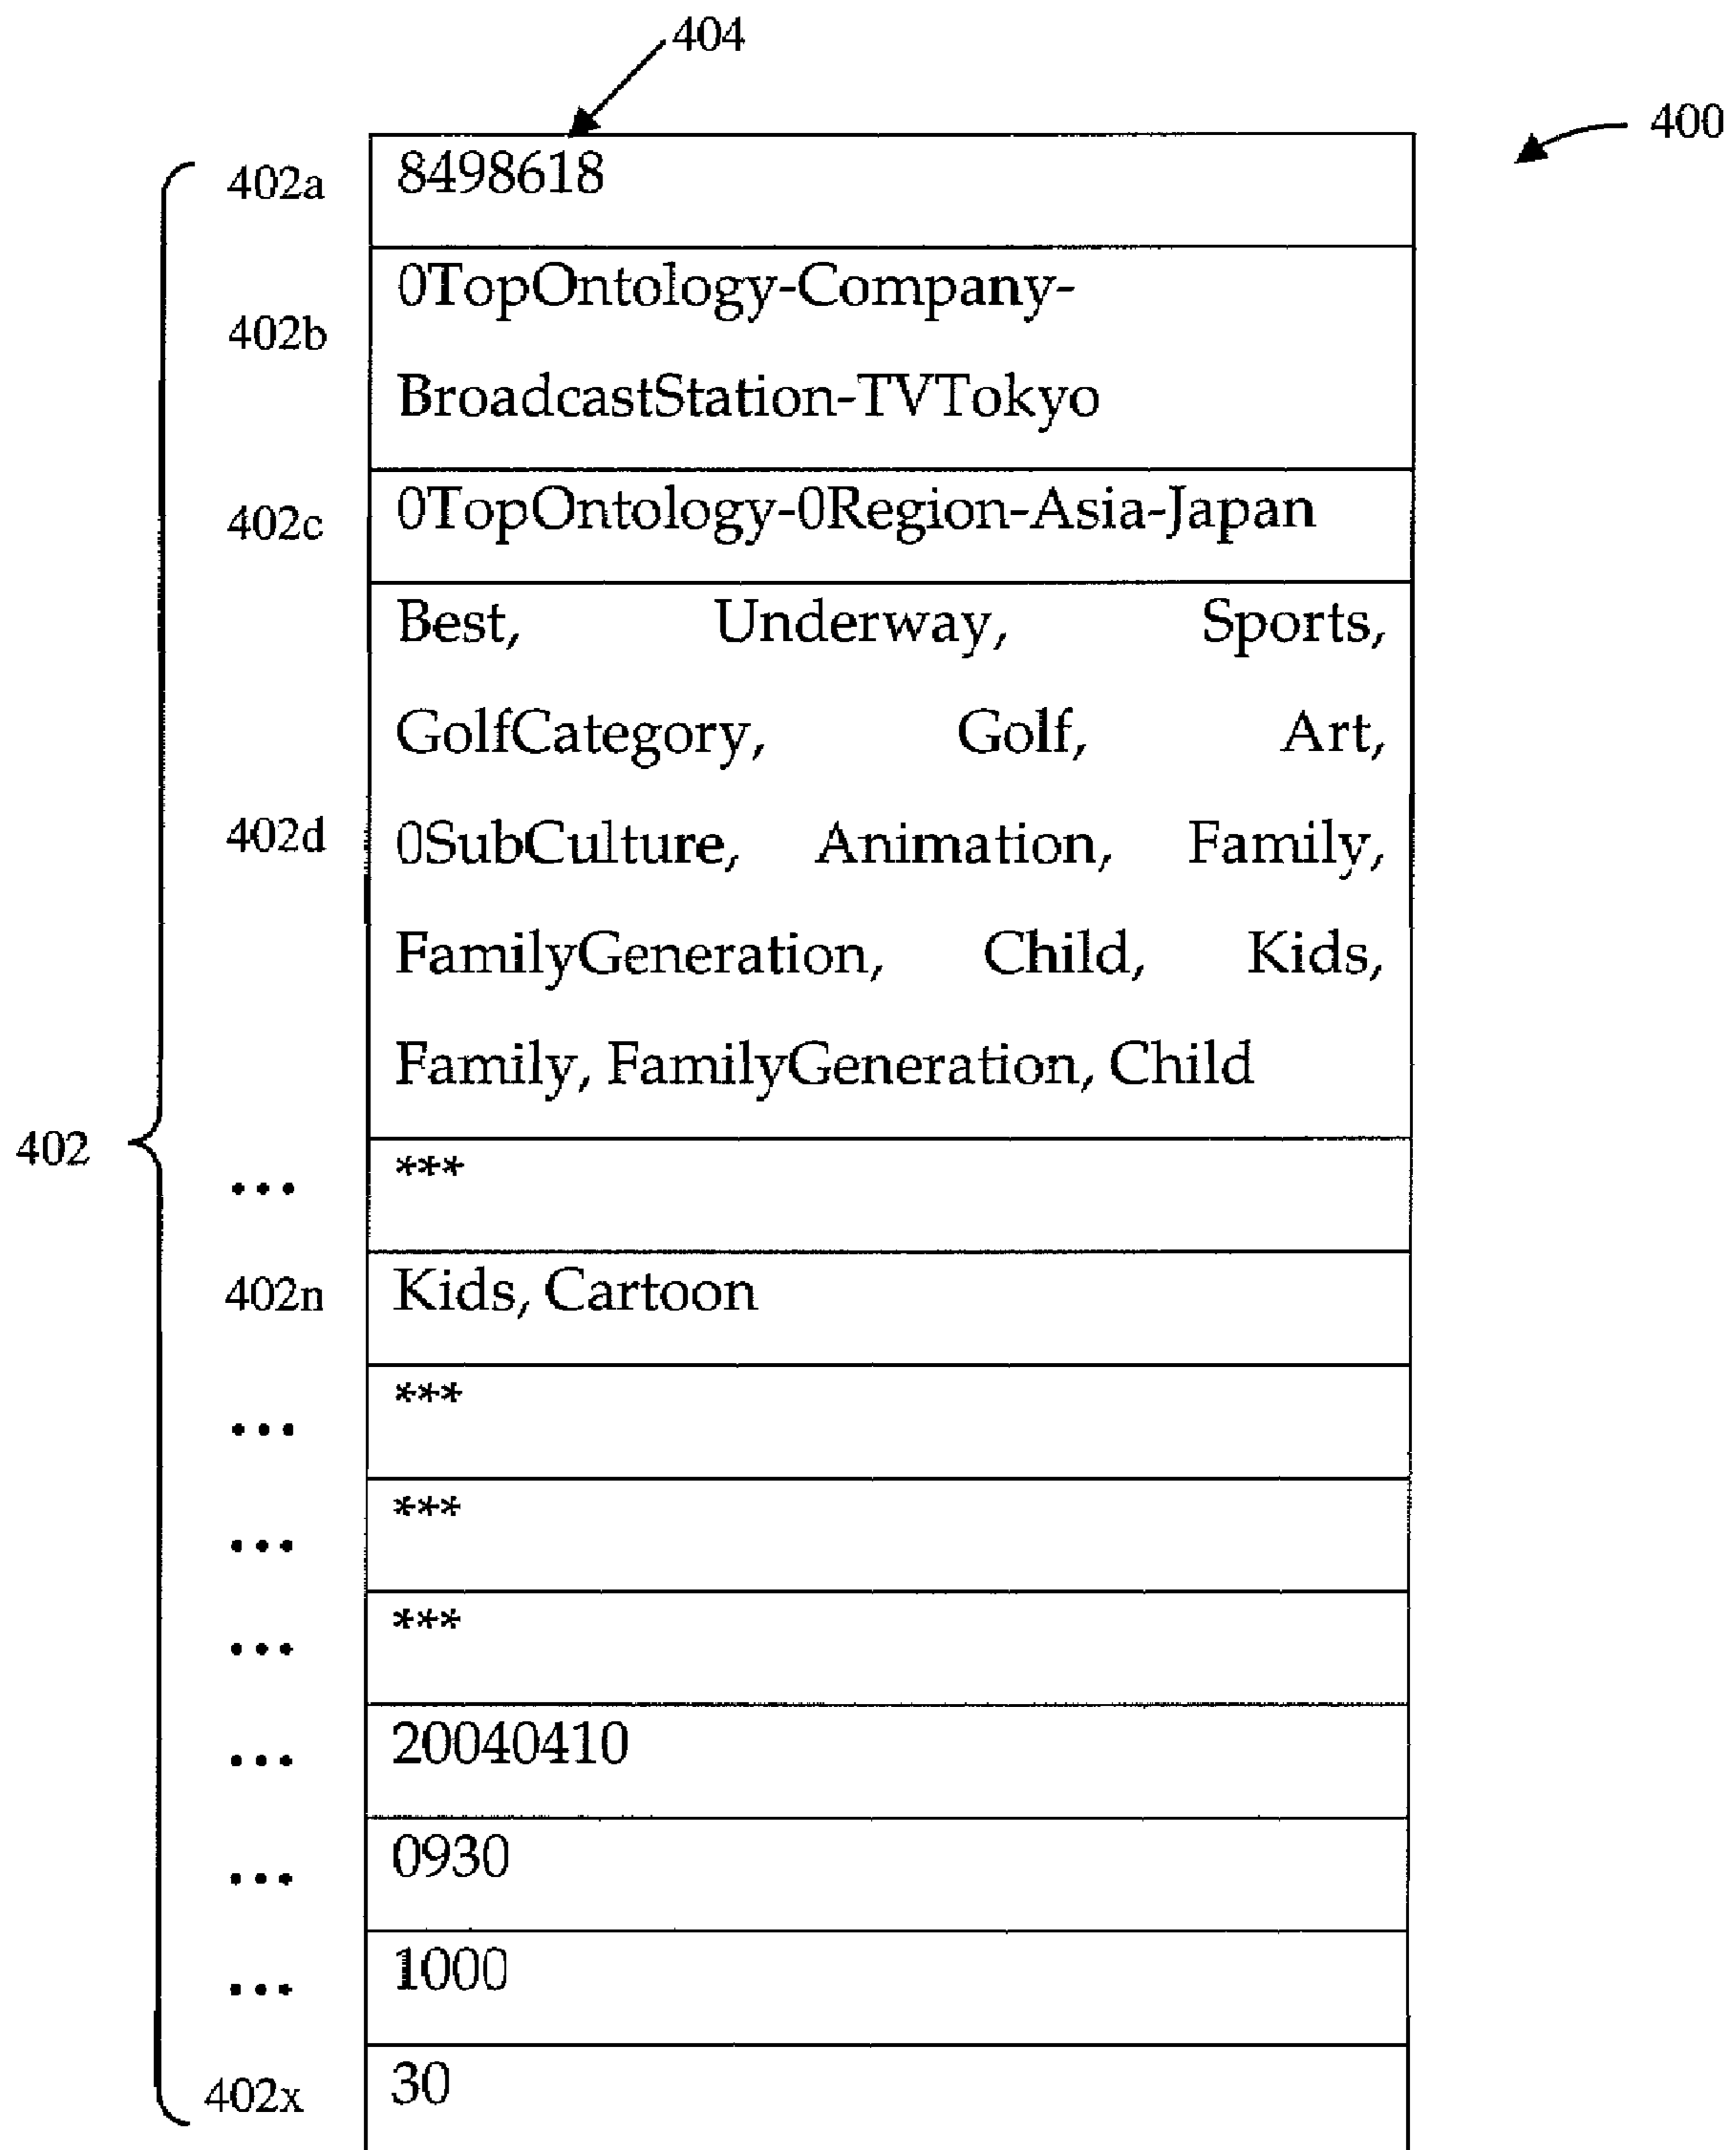 404
400
402a 8498618
402b 0TopOntology-Company-
BroadcastStation-TVTokyo
402c 0TopOntology-0Region-Asia-Japan
Best, Underway, Sports,
GolfCategory, Golf, Art,
402d 0SubCulture, Animation, Family,
FamilyGeneration, Child, Kids,
Family, FamilyGeneration, Child
402
... ***
402n Kids, Cartoon
... ***
... ***
... ***
... 20040410
... 0930
... 1000
402x 30